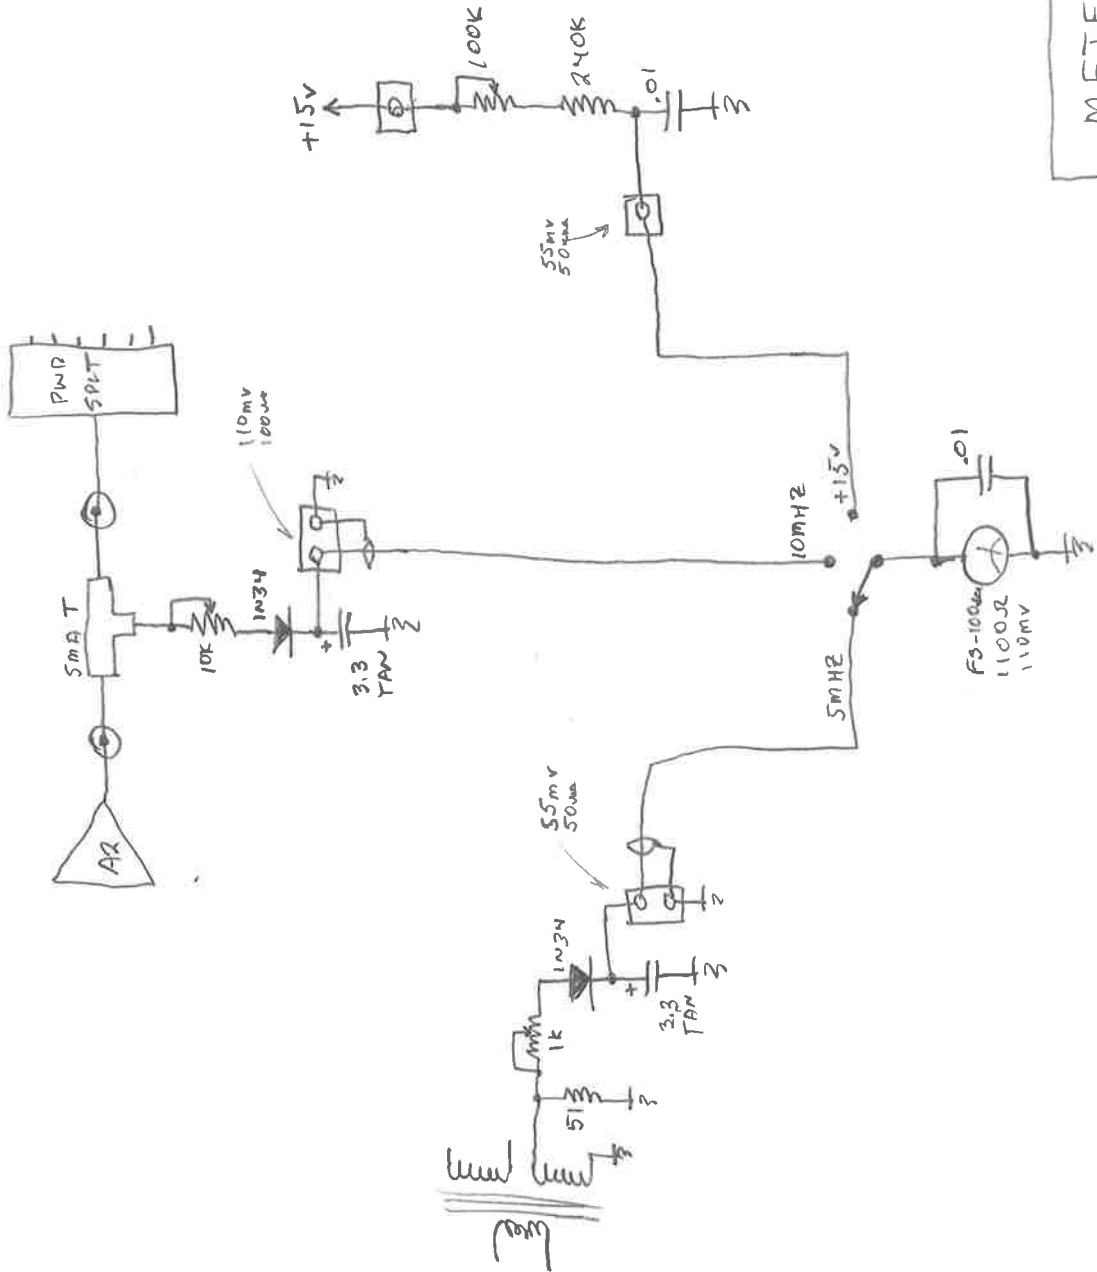 +15v
100K
240K
.01
55mv
50ua
PWR
SPLT
SMA T
A2
10K
1N34
+
3.3
TAN
110mv
100ua
10MHZ
+15v
5MHZ
.01
FS-100ua
1100Ω
110mv
55mv
50ua
1N34
+
3.3
TAN
1K
51